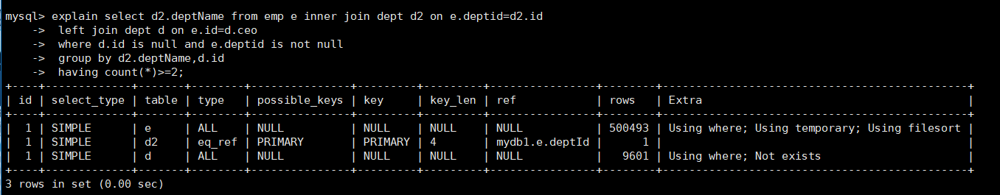 mysql> explain select d2.deptName from emp e inner join dept d2 on e.deptid=d2.id
    ->  left join dept d on e.id=d.ceo
    ->  where d.id is null and e.deptid is not null
    ->  group by d2.deptName,d.id
    ->  having count(*)>=2;
+----+-------------+-------+--------+---------------+---------+---------+----------------+--------+----------------------------------------------+
| id | select_type | table | type   | possible_keys | key     | key_len | ref            | rows   | Extra                                        |
+----+-------------+-------+--------+---------------+---------+---------+----------------+--------+----------------------------------------------+
|  1 | SIMPLE      | e     | ALL    | NULL          | NULL    | NULL    | NULL           | 500493 | Using where; Using temporary; Using filesort |
|  1 | SIMPLE      | d2    | eq_ref | PRIMARY       | PRIMARY | 4       | mydb1.e.deptId |      1 |                                              |
|  1 | SIMPLE      | d     | ALL    | NULL          | NULL    | NULL    | NULL           |   9601 | Using where; Not exists                      |
+----+-------------+-------+--------+---------------+---------+---------+----------------+--------+----------------------------------------------+
3 rows in set (0.00 sec)